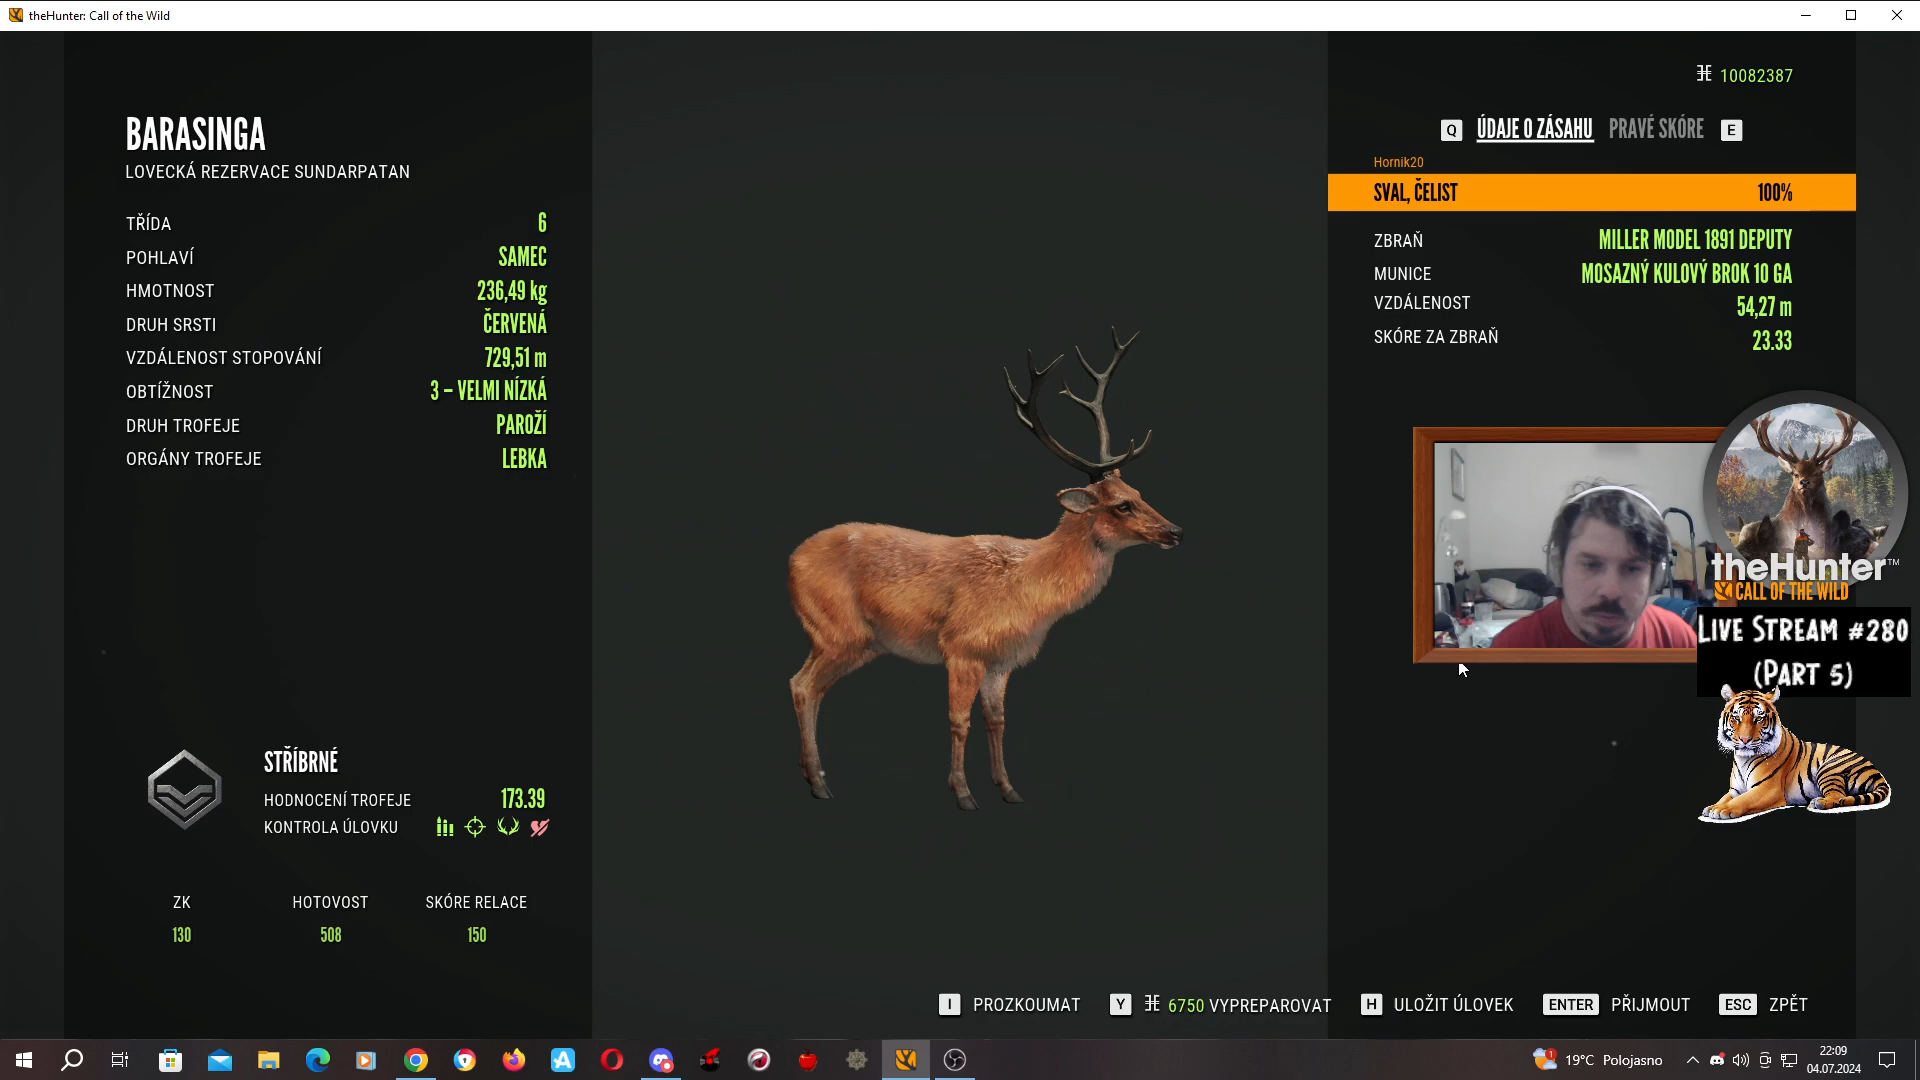 theHunter: Call of the Wild
10082387
BARASINGA
LOVECKÁ REZERVACE SUNDARPATAN
TŘÍDA 6
POHLAVÍ SAMEC
HMOTNOST 236,49 kg
DRUH SRSTI ČERVENÁ
VZDÁLENOST STOPOVÁNÍ 729,51 m
OBTÍŽNOST 3 – VELMI NÍZKÁ
DRUH TROFEJE PAROŽÍ
ORGÁNY TROFEJE LEBKA
STŘÍBRNÉ
HODNOCENÍ TROFEJE 173.39
KONTROLA ÚLOVKU
ZK HOTOVOST SKÓRE RELACE
130 508 150
Q ÚDAJE O ZÁSAHU PRAVÉ SKÓRE E
Hornik20
SVAL, ČELIST 100%
ZBRAŇ MILLER MODEL 1891 DEPUTY
MUNICE MOSAZNÝ KULOVÝ BROK 10 GA
VZDÁLENOST 54,27 m
SKÓRE ZA ZBRAŇ 23.33
theHunter™
CALL OF THE WILD
LIVE STREAM #280
(PART 5)
I PROZKOUMAT Y 6750 VYPREPAROVAT H ULOŽIT ÚLOVEK ENTER PŘIJMOUT ESC ZPĚT
1 19°C Polojasno
22:09
04.07.2024